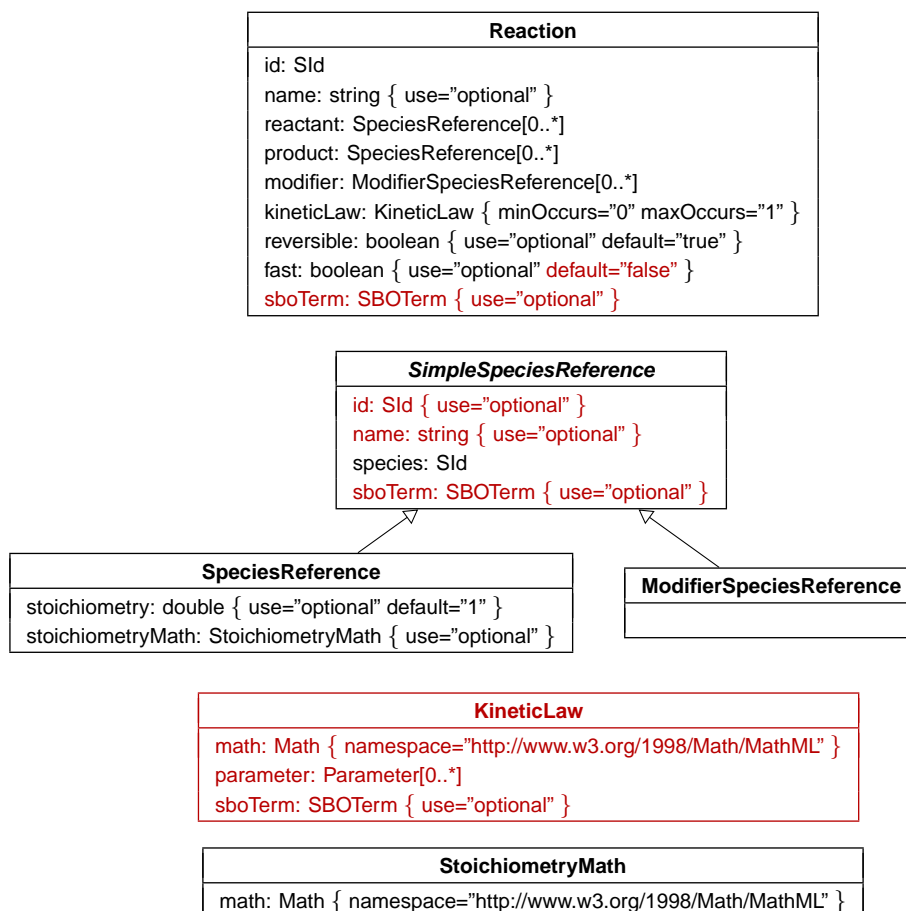 Reaction
id: SId
name: string { use=”optional” }
reactant: SpeciesReference[0..*]
product: SpeciesReference[0..*]
modifier: ModifierSpeciesReference[0..*]
kineticLaw: KineticLaw { minOccurs=”0” maxOccurs=”1” }
reversible: boolean { use=”optional” default=”true” }
fast: boolean { use=”optional” default=”false” }
sboTerm: SBOTerm { use=”optional” }
SimpleSpeciesReference
id: SId { use=”optional” }
name: string { use=”optional” }
species: SId
sboTerm: SBOTerm { use=”optional” }
SpeciesReference
stoichiometry: double { use=”optional” default=”1” }
stoichiometryMath: StoichiometryMath { use=”optional” }
ModifierSpeciesReference
KineticLaw
math: Math { namespace=”http://www.w3.org/1998/Math/MathML” }
parameter: Parameter[0..*]
sboTerm: SBOTerm { use=”optional” }
StoichiometryMath
math: Math { namespace=”http://www.w3.org/1998/Math/MathML” }